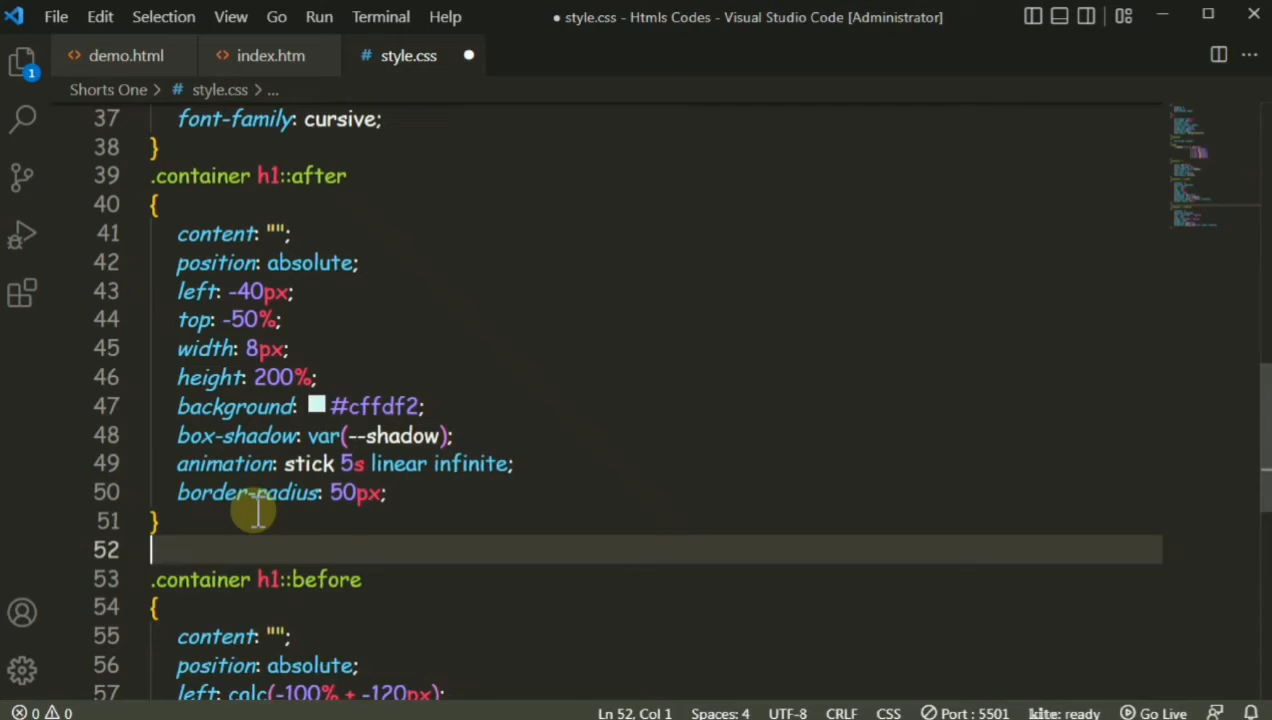 File Edit Selection View Go Run Terminal Help ● style.css - Htmls Codes - Visual Studio Code [Administrator]
<> demo.html <> index.htm # style.css ●
1
Shorts One > # style.css > ...
37 font-family: cursive;
38 }
39 .container h1::after
40 {
41 content: "";
42 position: absolute;
43 left: -40px;
44 top: -50%;
45 width: 8px;
46 height: 200%;
47 background: #cffdf2;
48 box-shadow: var(--shadow);
49 animation: stick 5s linear infinite;
50 border-radius: 50px;
51 }
52
53 .container h1::before
54 {
55 content: "";
56 position: absolute;
57 left: calc(-100% + -120px);
0 0 Ln 52, Col 1 Spaces: 4 UTF-8 CRLF CSS Port : 5501 kite: ready Go Live